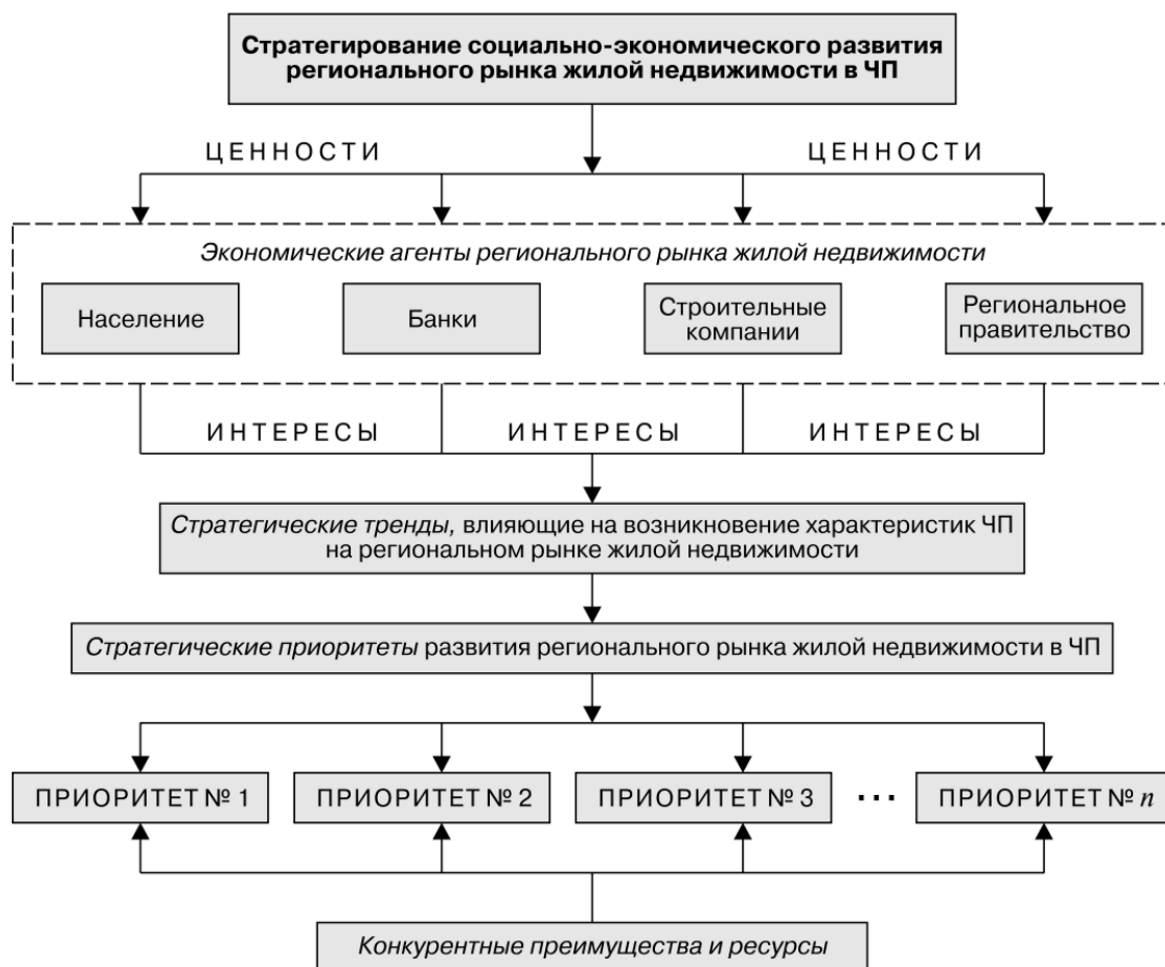 Стратегирование социально-экономического развития
регионального рынка жилой недвижимости в ЧП
ЦЕННОСТИ
ЦЕННОСТИ
Экономические агенты регионального рынка жилой недвижимости
Население
Банки
Строительные
компании
Региональное
правительство
ИНТЕРЕСЫ
ИНТЕРЕСЫ
ИНТЕРЕСЫ
Стратегические тренды, влияющие на возникновение характеристик ЧП
на региональном рынке жилой недвижимости
Стратегические приоритеты развития регионального рынка жилой недвижимости в ЧП
ПРИОРИТЕТ № 1
ПРИОРИТЕТ № 2
ПРИОРИТЕТ № 3
...
ПРИОРИТЕТ № n
Конкурентные преимущества и ресурсы